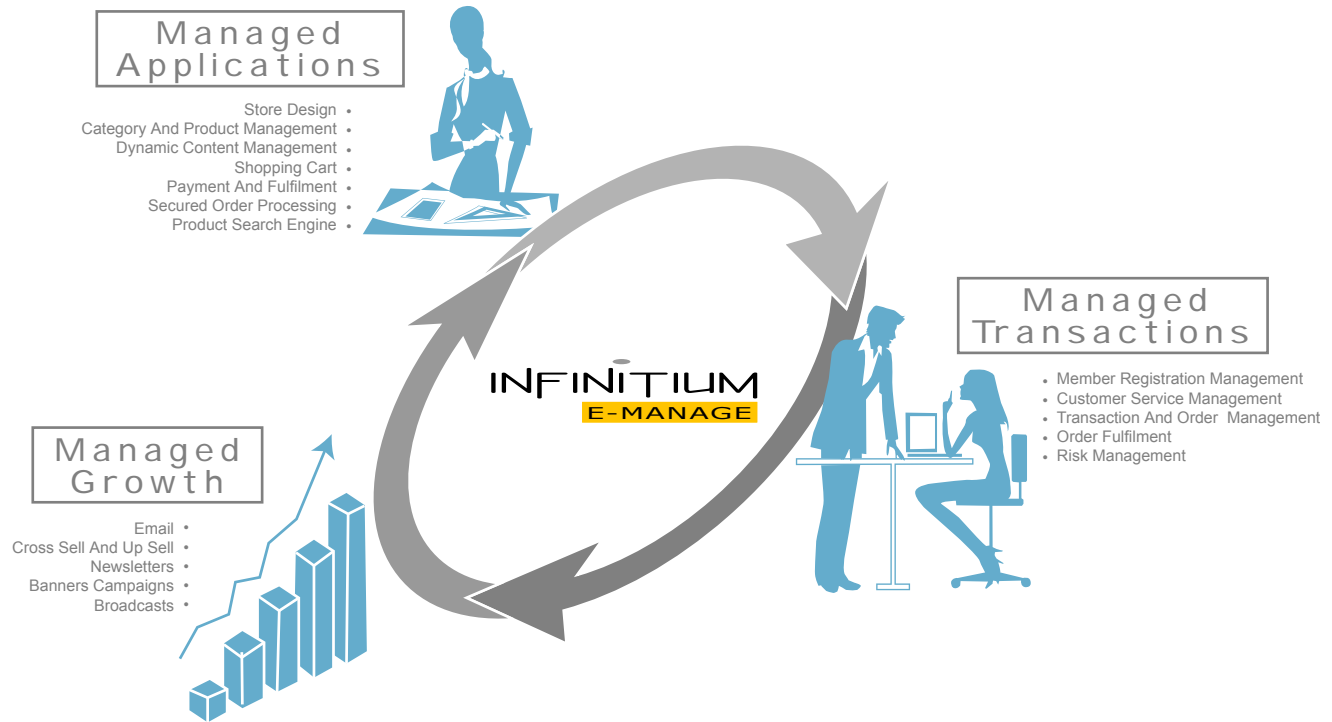 Managed
Applications
Store Design •
Category And Product Management •
Dynamic Content Management •
Shopping Cart •
Payment And Fulfilment •
Secured Order Processing •
Product Search Engine •
Managed
Transactions
• Member Registration Management
• Customer Service Management
• Transaction And Order Management
• Order Fulfilment
• Risk Management
INFINITIUM
E-MANAGE
Managed
Growth
Email •
Cross Sell And Up Sell •
Newsletters •
Banners Campaigns •
Broadcasts •